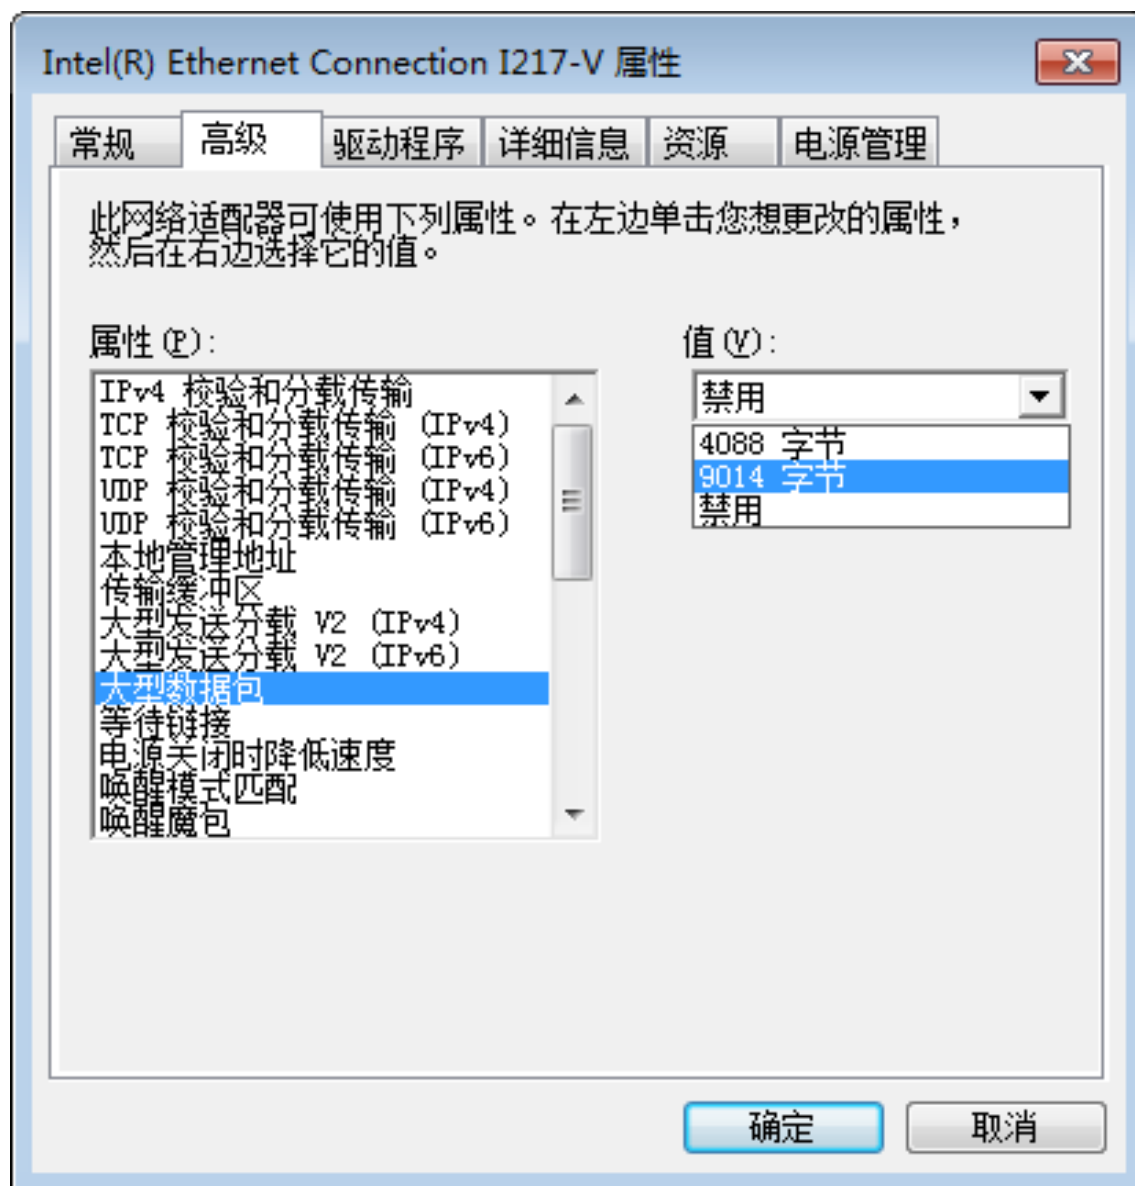 Intel(R) Ethernet Connection I217-V 属性
常规 高级 驱动程序 详细信息 资源 电源管理
此网络适配器可使用下列属性。在左边单击您想更改的属性，
然后在右边选择它的值。
属性(P):
IPv4 校验和分载传输
TCP 校验和分载传输 (IPv4)
TCP 校验和分载传输 (IPv6)
UDP 校验和分载传输 (IPv4)
UDP 校验和分载传输 (IPv6)
本地管理地址
传输缓冲区
大型发送分载 V2 (IPv4)
大型发送分载 V2 (IPv6)
大型数据包
等待链接
电源关闭时降低速度
唤醒模式匹配
唤醒魔包
值(V):
禁用
4088 字节
9014 字节
禁用
确定 取消